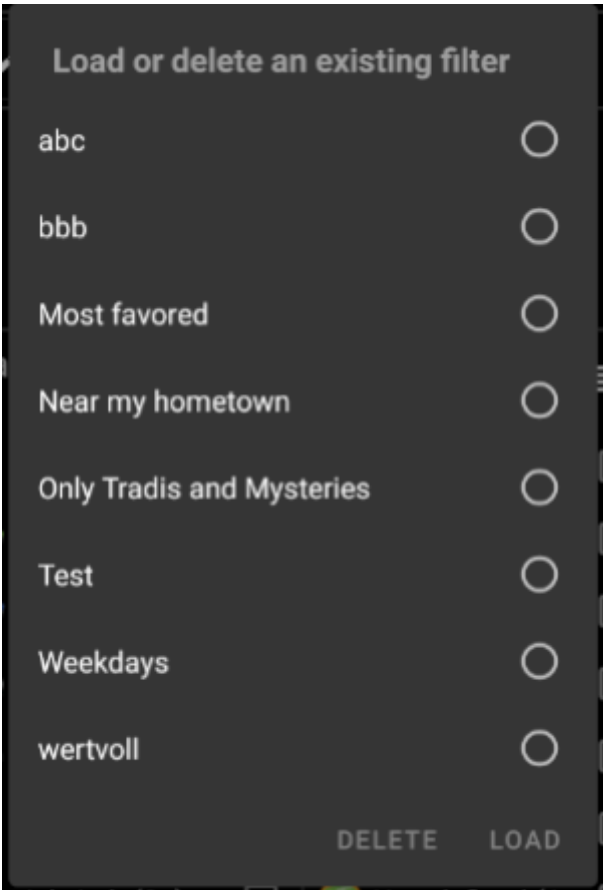 Load or delete an existing filter
abc
bbb
Most favored
Near my hometown
Only Tradis and Mysteries
Test
Weekdays
wertvoll
DELETE LOAD